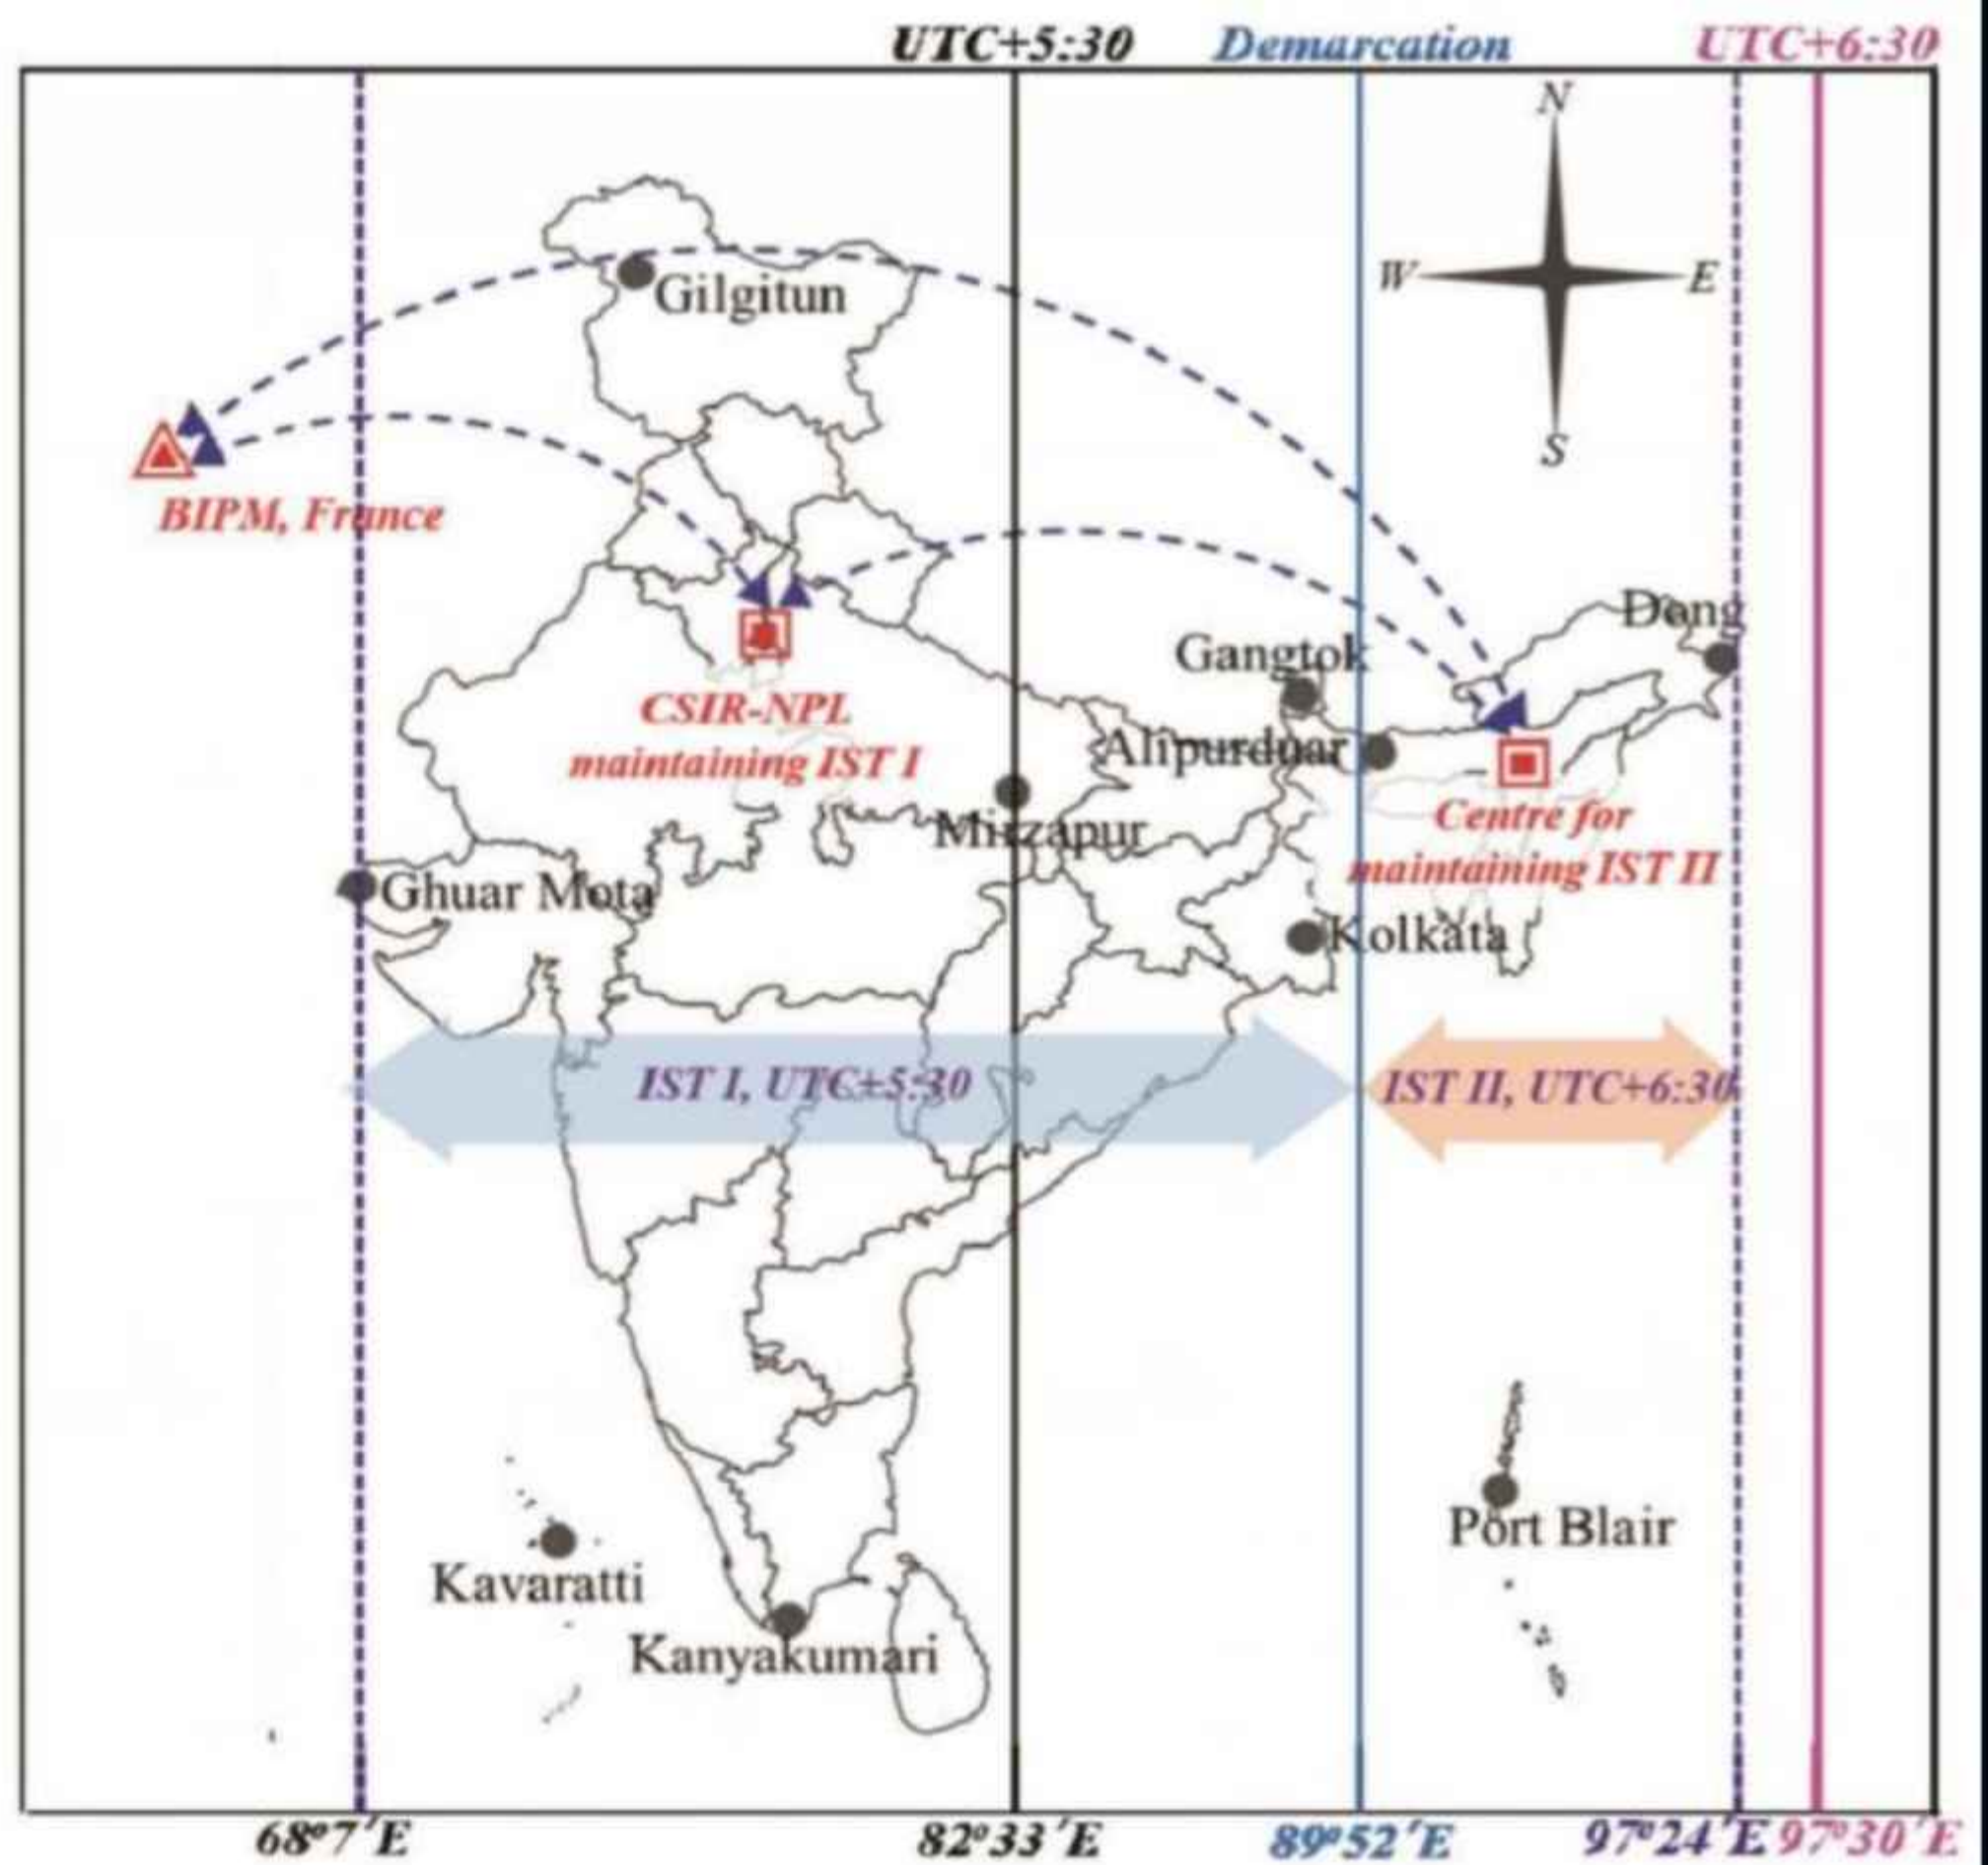 UTC+5:30 Demarcation UTC+6:30
N
W E
S
Gilgitun
BIPM, France
Dong
Gangtok
CSIR-NPL
maintaining IST I
Alipurduar
Mirzapur
Centre for
maintaining IST II
Ghuar Mota
Kolkata
IST I, UTC+5:30
IST II, UTC+6:30
Port Blair
Kavaratti
Kanyakumari
68°7'E 82°33'E 89°52'E 97°24'E 97°30'E